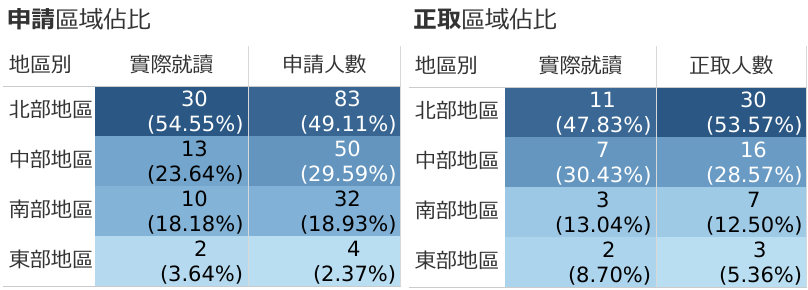 申請區域佔比
地區別 實際就讀 申請人數
北部地區 30 83
(54.55%) (49.11%)
中部地區 13 50
(23.64%) (29.59%)
南部地區 10 32
(18.18%) (18.93%)
東部地區 2 4
(3.64%) (2.37%)
正取區域佔比
地區別 實際就讀 正取人數
北部地區 11 30
(47.83%) (53.57%)
中部地區 7 16
(30.43%) (28.57%)
南部地區 3 7
(13.04%) (12.50%)
東部地區 2 3
(8.70%) (5.36%)